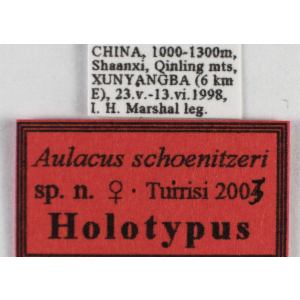 CHINA, 1000-1300m,
Shaanxi, Qinling mts,
XUNYANGBA (6 km
E), 23.v.-13.vi.1998,
I. H. Marshal leg.
Aulacus schoenitzeri
sp. n. ♀ · Turrisi 2005
Holotypus